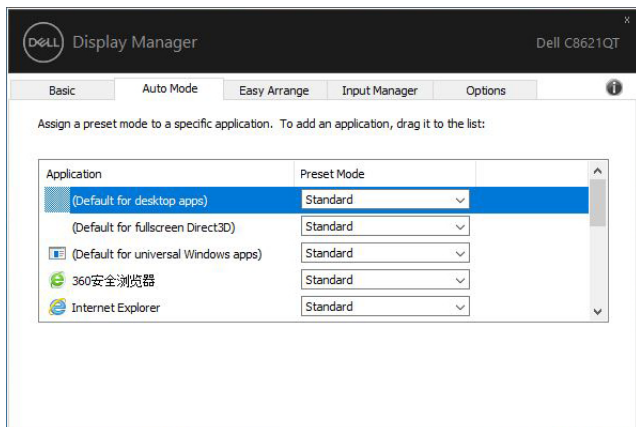 DELL Display Manager
Dell C8621QT
Basic Auto Mode Easy Arrange Input Manager Options
Assign a preset mode to a specific application. To add an application, drag it to the list:
Application Preset Mode
(Default for desktop apps) Standard
(Default for fullscreen Direct3D) Standard
(Default for universal Windows apps) Standard
360安全浏览器 Standard
Internet Explorer Standard